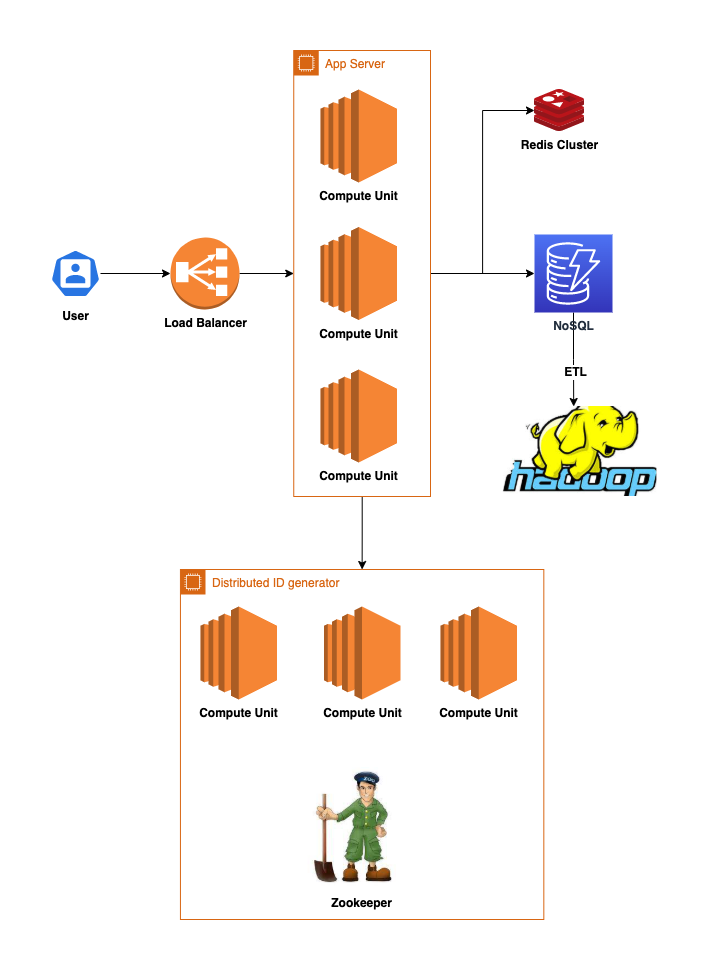 App Server
Compute Unit
Redis Cluster
Compute Unit
User
Load Balancer
NoSQL
ETL
hadoop
Compute Unit
Distributed ID generator
Compute Unit
Compute Unit
Compute Unit
Zookeeper